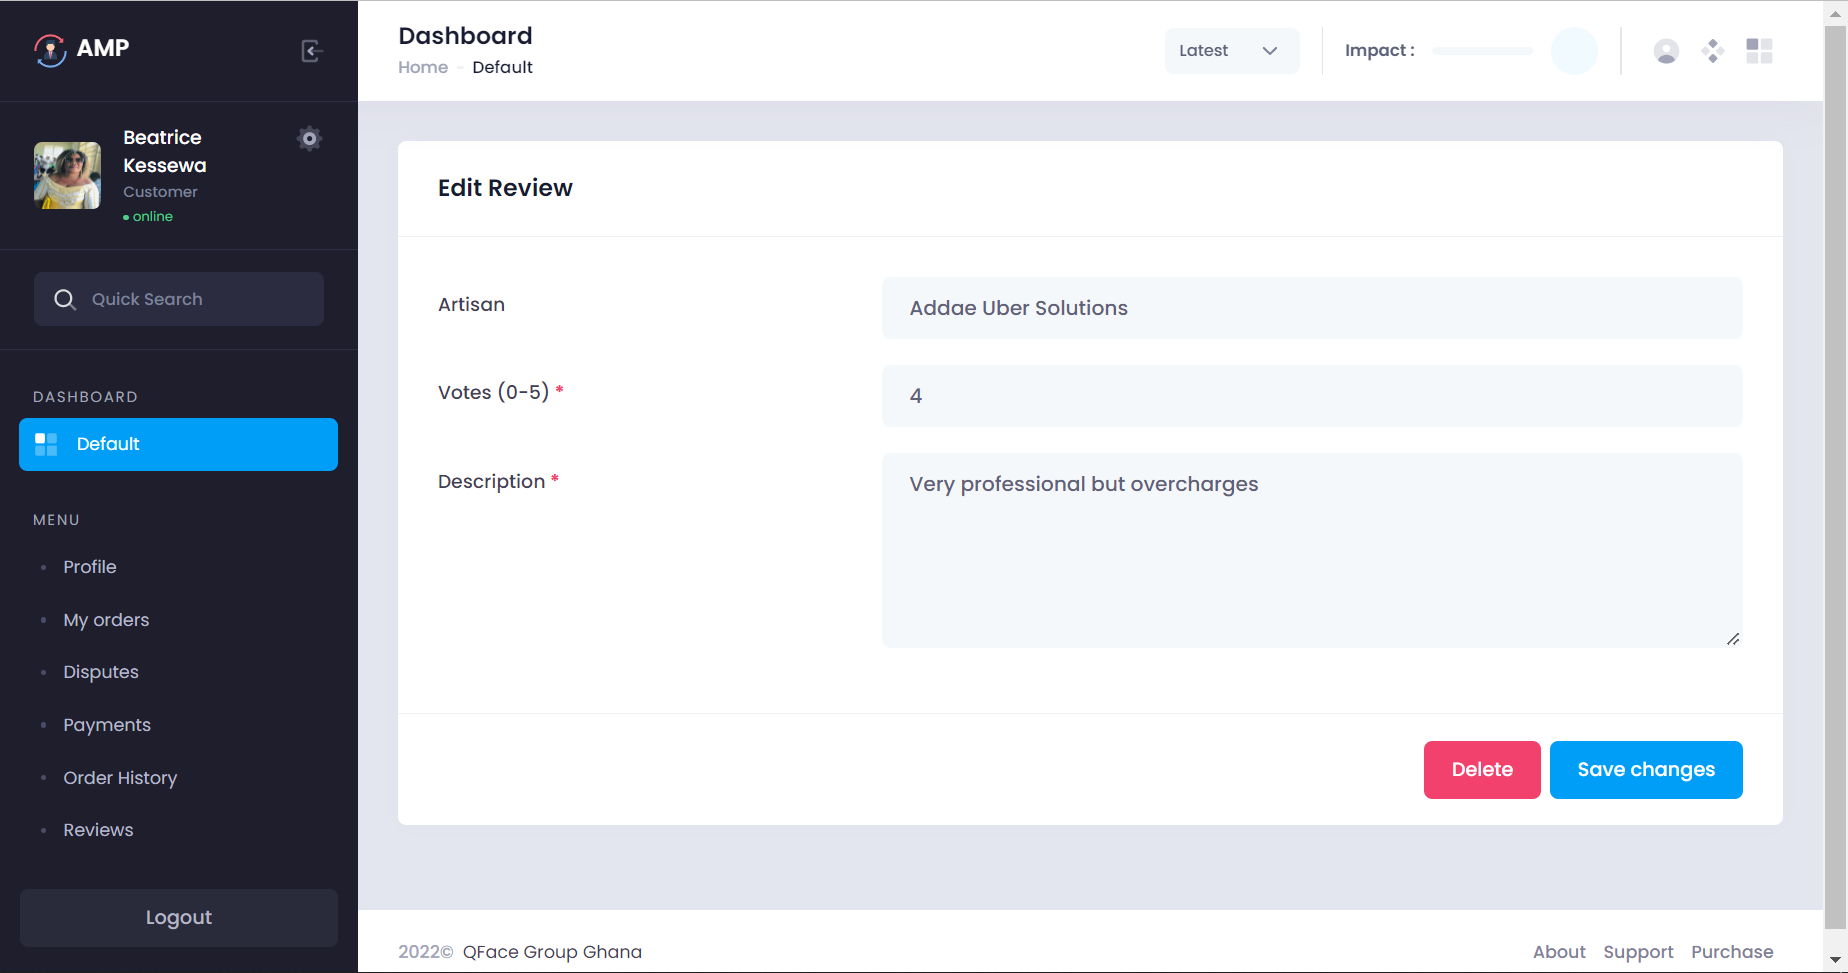 AMP
Beatrice
Kessewa
Customer
online
Quick Search
DASHBOARD
Default
MENU
Profile
My orders
Disputes
Payments
Order History
Reviews
Logout
Dashboard
Home - Default
Latest
Impact :
Edit Review
Artisan
Addae Uber Solutions
Votes (0-5) *
4
Description *
Very professional but overcharges
Delete
Save changes
2022© QFace Group Ghana
About Support Purchase